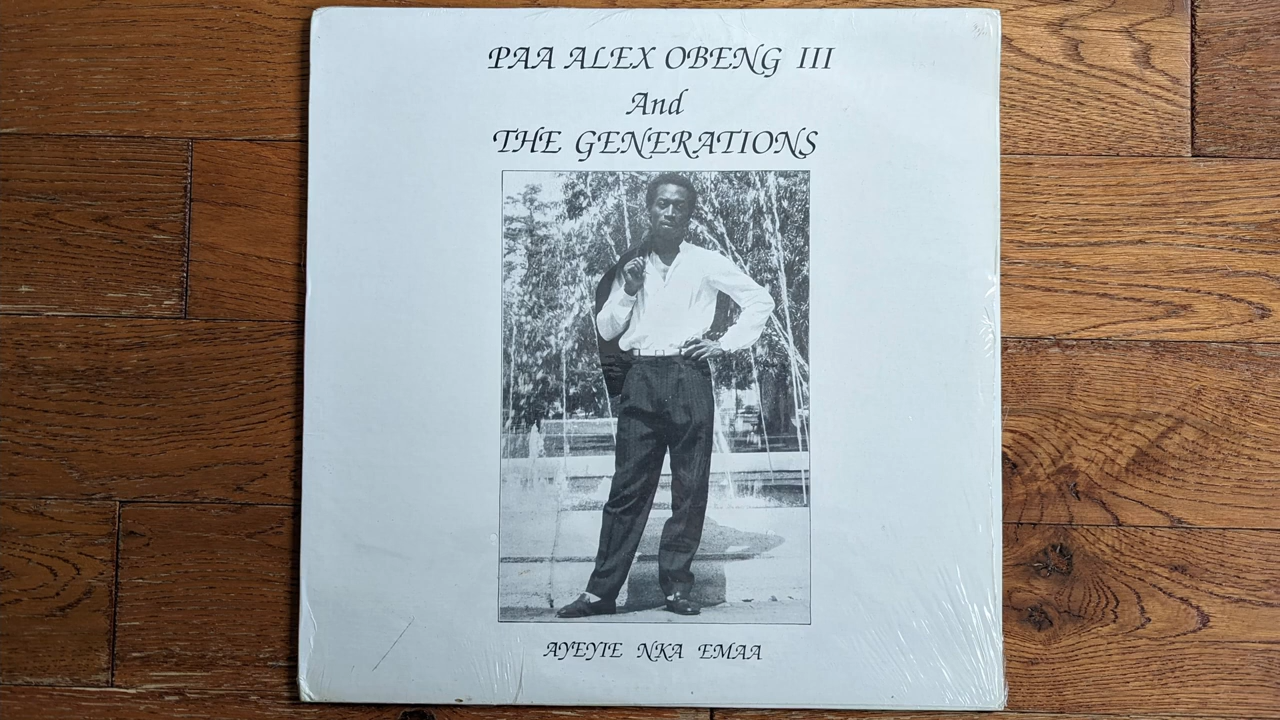 PAA ALEX OBENG III
And
THE GENERATIONS
AYEYIE NKA EMAA